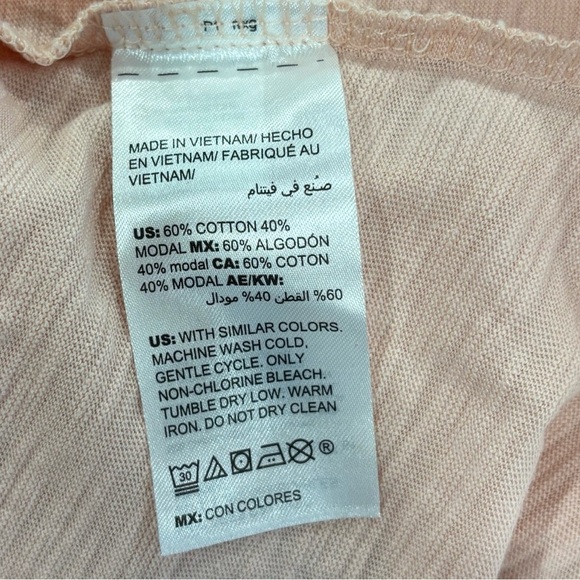 MADE IN VIETNAM/ HECHO
EN VIETNAM/ FABRIQUÉ AU
VIETNAM/
صُنع في فيتنام
US: 60% COTTON 40%
MODAL MX: 60% ALGODÓN
40% modal CA: 60% COTON
40% MODAL AE/KW:
60% القطن 40% مودال
US: WITH SIMILAR COLORS.
MACHINE WASH COLD,
GENTLE CYCLE. ONLY
NON-CHLORINE BLEACH.
TUMBLE DRY LOW. WARM
IRON. DO NOT DRY CLEAN
30 ®
MX: CON COLORES